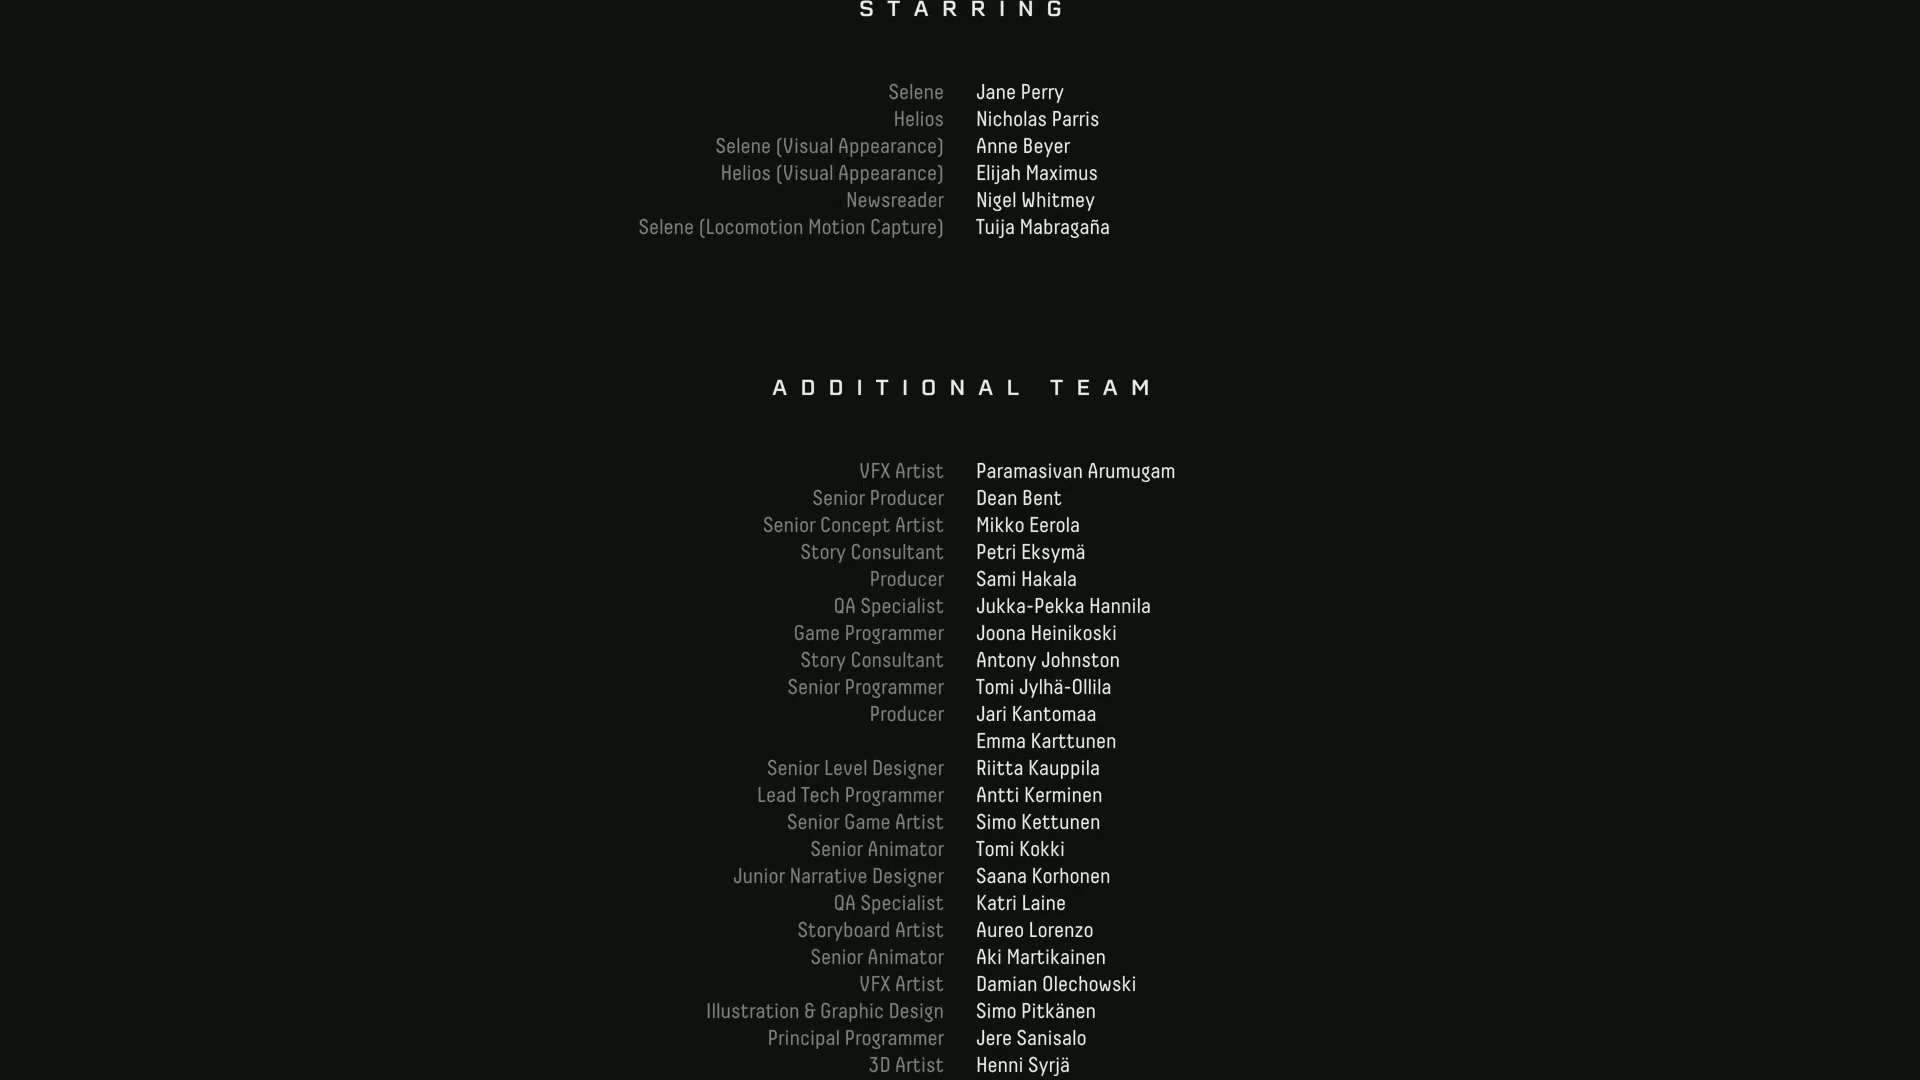 STARRING
Selene Jane Perry
Helios Nicholas Parris
Selene (Visual Appearance) Anne Beyer
Helios (Visual Appearance) Elijah Maximus
Newsreader Nigel Whitmey
Selene (Locomotion Motion Capture) Tuija Mabragaña
ADDITIONAL TEAM
VFX Artist Paramasivan Arumugam
Senior Producer Dean Bent
Senior Concept Artist Mikko Eerola
Story Consultant Petri Eksymä
Producer Sami Hakala
QA Specialist Jukka-Pekka Hannila
Game Programmer Joona Heinikoski
Story Consultant Antony Johnston
Senior Programmer Tomi Jylhä-Ollila
Producer Jari Kantomaa
Emma Karttunen
Senior Level Designer Riitta Kauppila
Lead Tech Programmer Antti Kerminen
Senior Game Artist Simo Kettunen
Senior Animator Tomi Kokki
Junior Narrative Designer Saana Korhonen
QA Specialist Katri Laine
Storyboard Artist Aureo Lorenzo
Senior Animator Aki Martikainen
VFX Artist Damian Olechowski
Illustration & Graphic Design Simo Pitkänen
Principal Programmer Jere Sanisalo
3D Artist Henni Syrjä